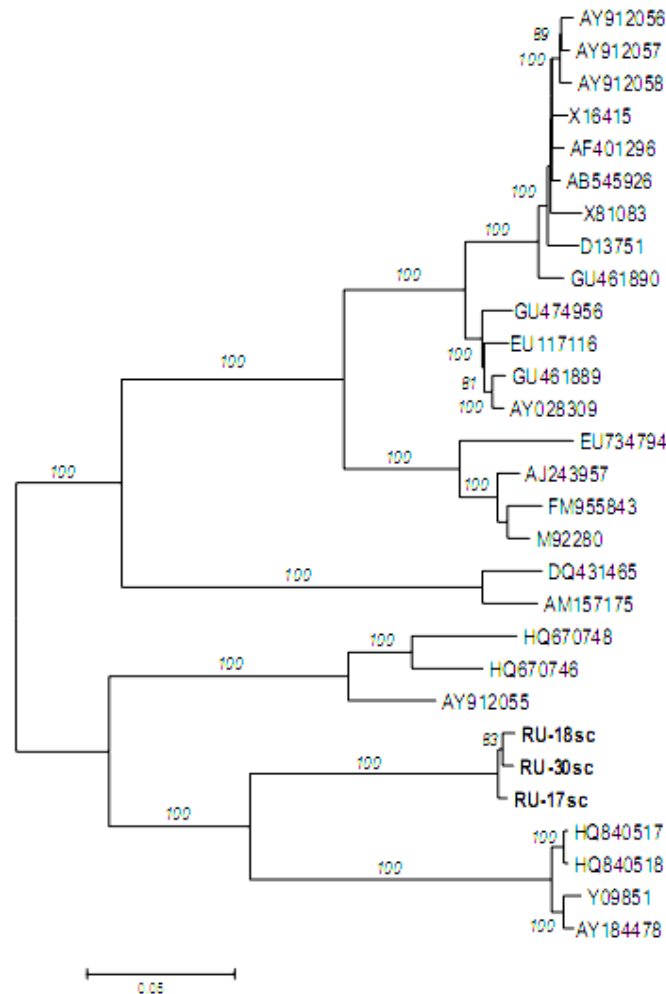 AY912056
89
AY912057
100
AY912058
X16415
AF401296
AB545926
100
X81083
D13751
100
GU461890
100
GU474956
EU117116
100
100
GU461889
81
100
AY028309
EU734794
100
100
AJ243957
100
FM955843
M92280
DQ431465
100
AM157175
HQ670748
100
100
HQ670746
AY912055
RU-18sc
83
100
RU-30sc
RU-17sc
100
HQ840517
100
HQ840518
100
Y09851
100
AY184478
0.05